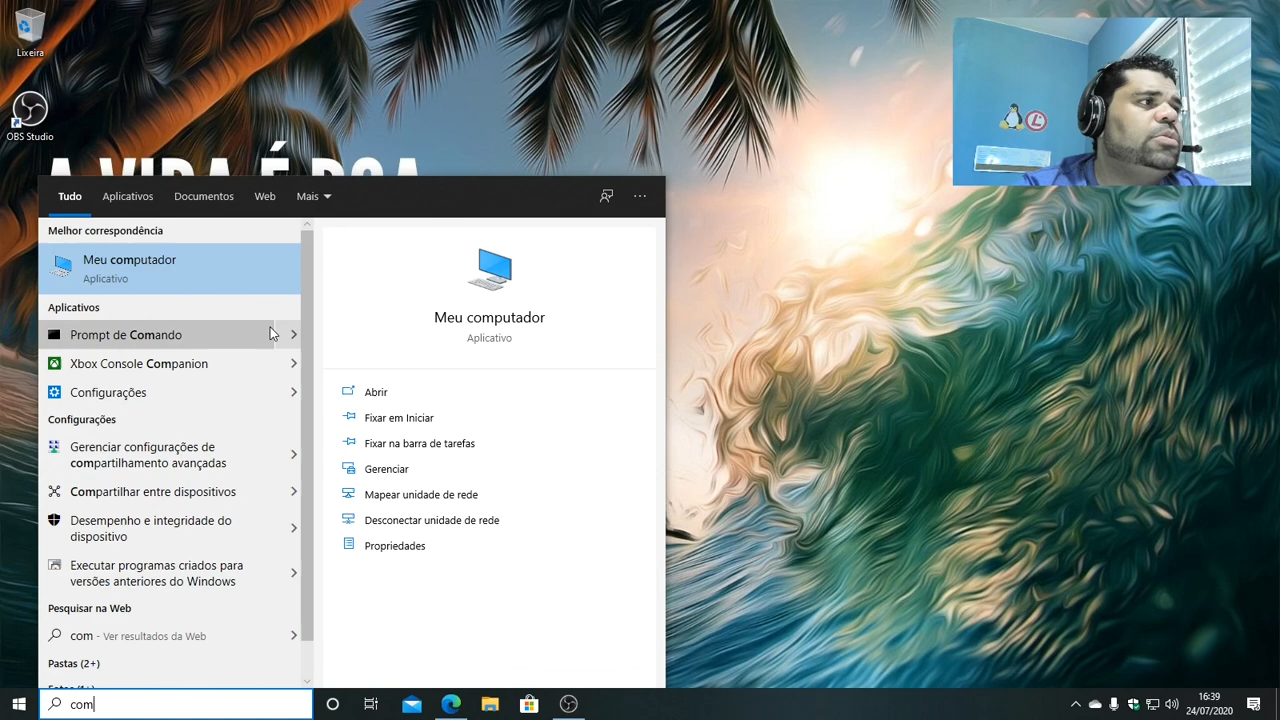 Lixeira
OBS Studio
A VIDA É BOA
Tudo Aplicativos Documentos Web Mais
Melhor correspondência
Meu computador
Aplicativo
Aplicativos
Prompt de Comando
Xbox Console Companion
Configurações
Configurações
Gerenciar configurações de
compartilhamento avançadas
Compartilhar entre dispositivos
Desempenho e integridade do
dispositivo
Executar programas criados para
versões anteriores do Windows
Pesquisar na Web
com - Ver resultados da Web
Pastas (2+)
Meu computador
Aplicativo
Abrir
Fixar em Iniciar
Fixar na barra de tarefas
Gerenciar
Mapear unidade de rede
Desconectar unidade de rede
Propriedades
com
16:39
24/07/2020